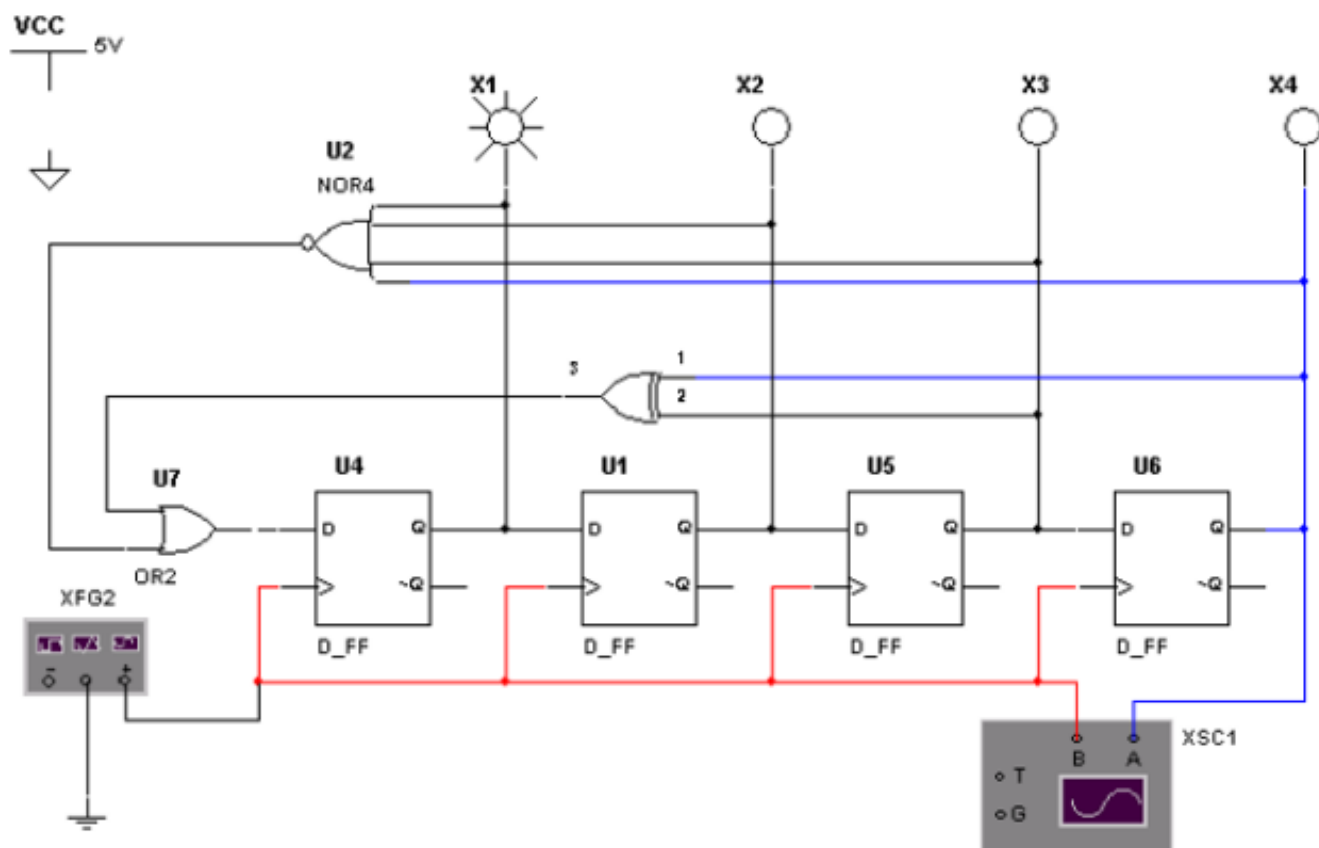 VCC
5V
X1
X2
X3
X4
U2
NOR4
3
1
2
U7
U4
U1
U5
U6
D Q
D Q
D Q
D Q
OR2
~Q
~Q
~Q
~Q
XFG2
D_FF
D_FF
D_FF
D_FF
- +
XSC1
B A
T
G